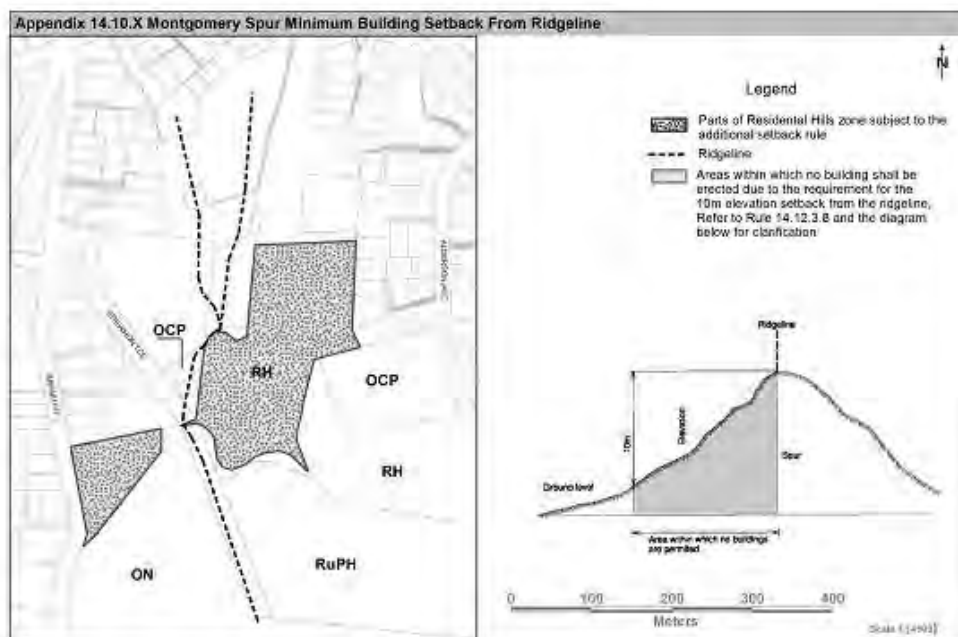 Appendix 14.10.X Montgomery Spur Minimum Building Setback From Ridgeline
OCP
RH
OCP
RH
ON
RuPH
N
Legend
Parts of Residental Hills zone subject to the
additional setback rule
Ridgeline
Areas within which no building shall be
erected due to the requirement for the
10m elevation setback from the ridgeline,
Refer to Rule 14.12.3.8 and the diagram
below for clarification
Ridgeline
10m
Elevation
Spur
Ground level
Area within which no buildings
are permitted
0 100 200 300 400
Meters